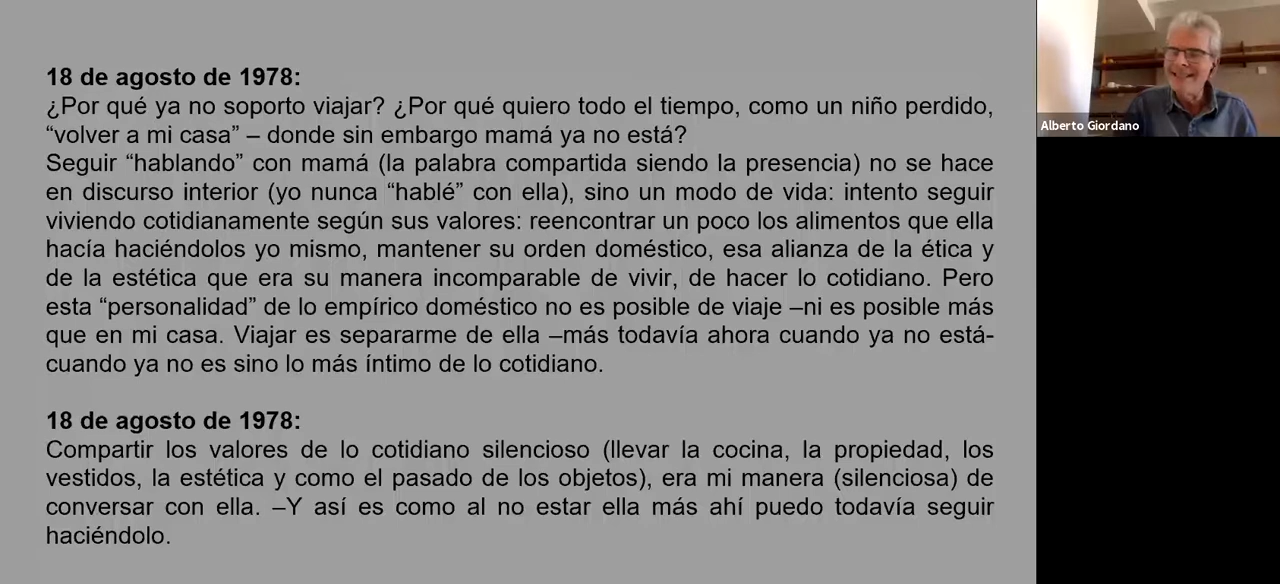 18 de agosto de 1978:
¿Por qué ya no soporto viajar? ¿Por qué quiero todo el tiempo, como un niño perdido,
“volver a mi casa” – donde sin embargo mamá ya no está?
Seguir “hablando” con mamá (la palabra compartida siendo la presencia) no se hace
en discurso interior (yo nunca “hablé” con ella), sino un modo de vida: intento seguir
viviendo cotidianamente según sus valores: reencontrar un poco los alimentos que ella
hacía haciéndolos yo mismo, mantener su orden doméstico, esa alianza de la ética y
de la estética que era su manera incomparable de vivir, de hacer lo cotidiano. Pero
esta “personalidad” de lo empírico doméstico no es posible de viaje –ni es posible más
que en mi casa. Viajar es separarme de ella –más todavía ahora cuando ya no está-
cuando ya no es sino lo más íntimo de lo cotidiano.
18 de agosto de 1978:
Compartir los valores de lo cotidiano silencioso (llevar la cocina, la propiedad, los
vestidos, la estética y como el pasado de los objetos), era mi manera (silenciosa) de
conversar con ella. –Y así es como al no estar ella más ahí puedo todavía seguir
haciéndolo.
Alberto Giordano